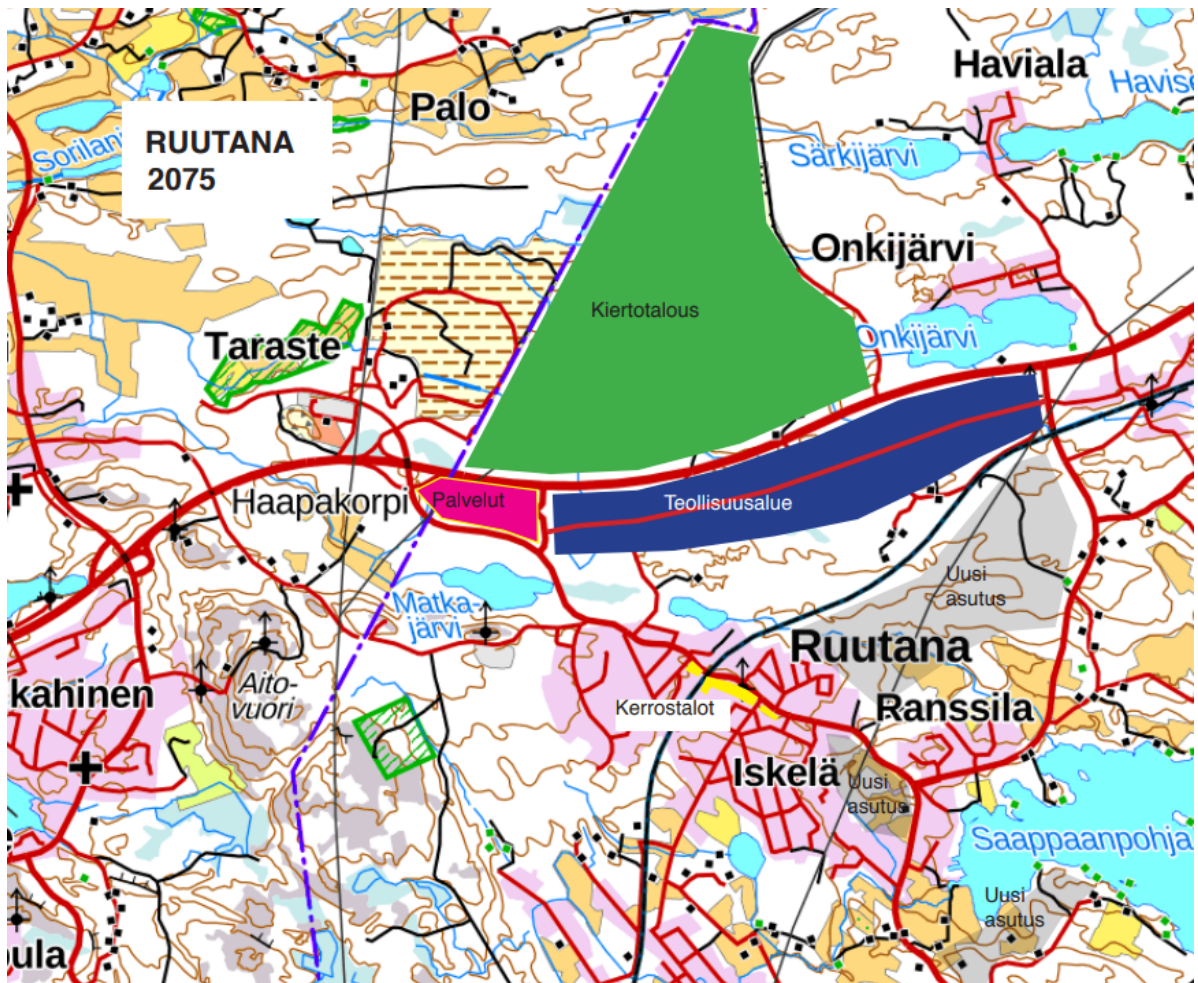 Haviala
Havise
Palo
RUUTANA
2075
Sorilanj
Särkijärvi
Onkijärvi
Kiertotalous
Onkijärvi
Taraste
Haapakorpi
Palvelut
Teollisuusalue
Uusi
asutus
Matka-
järvi
Ruutana
Aito-
vuori
kahinen
Kerrostalot
Ranssila
Iskelä
Uusi
asutus
Saappaanpohja
Uusi
asutus
oula